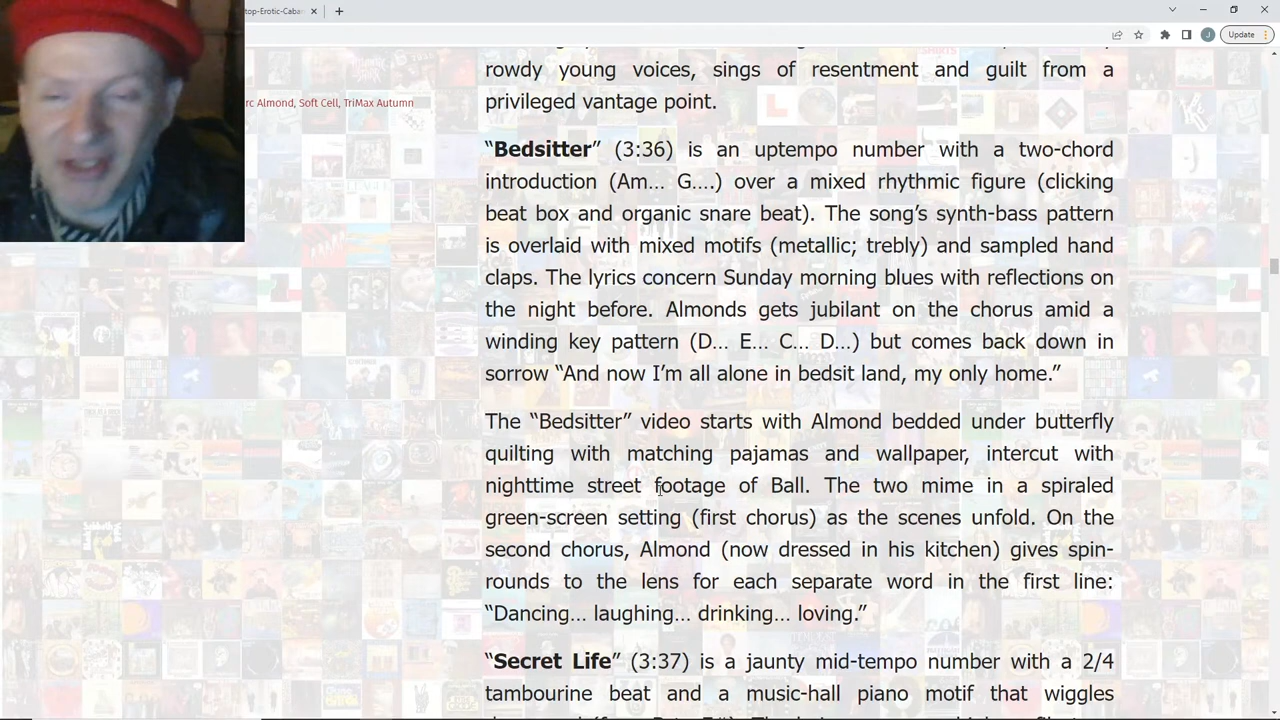 top-Erotic-Caba
Update
rc Almond, Soft Cell, TriMax Autumn
rowdy young voices, sings of resentment and guilt from a
privileged vantage point.
“Bedsitter” (3:36) is an uptempo number with a two-chord
introduction (Am… G….) over a mixed rhythmic figure (clicking
beat box and organic snare beat). The song’s synth-bass pattern
is overlaid with mixed motifs (metallic; trebly) and sampled hand
claps. The lyrics concern Sunday morning blues with reflections on
the night before. Almonds gets jubilant on the chorus amid a
winding key pattern (D… E… C… D…) but comes back down in
sorrow “And now I’m all alone in bedsit land, my only home.”
The “Bedsitter” video starts with Almond bedded under butterfly
quilting with matching pajamas and wallpaper, intercut with
nighttime street footage of Ball. The two mime in a spiraled
green-screen setting (first chorus) as the scenes unfold. On the
second chorus, Almond (now dressed in his kitchen) gives spin-
rounds to the lens for each separate word in the first line:
“Dancing… laughing… drinking… loving.”
“Secret Life” (3:37) is a jaunty mid-tempo number with a 2/4
tambourine beat and a music-hall piano motif that wiggles